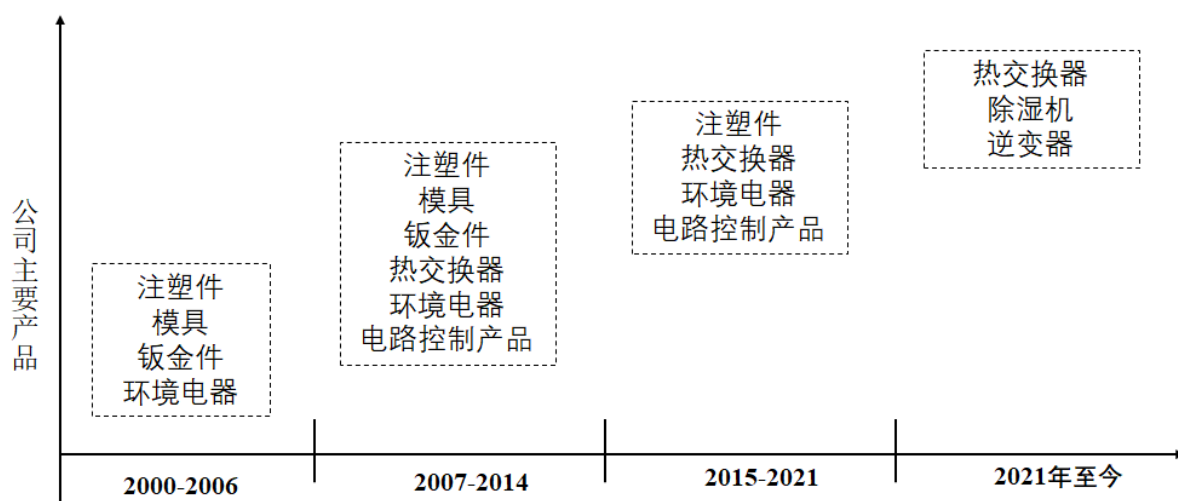 公司主要产品
注塑件
模具
钣金件
环境电器
注塑件
模具
钣金件
热交换器
环境电器
电路控制产品
注塑件
热交换器
环境电器
电路控制产品
热交换器
除湿机
逆变器
2000-2006
2007-2014
2015-2021
2021年至今